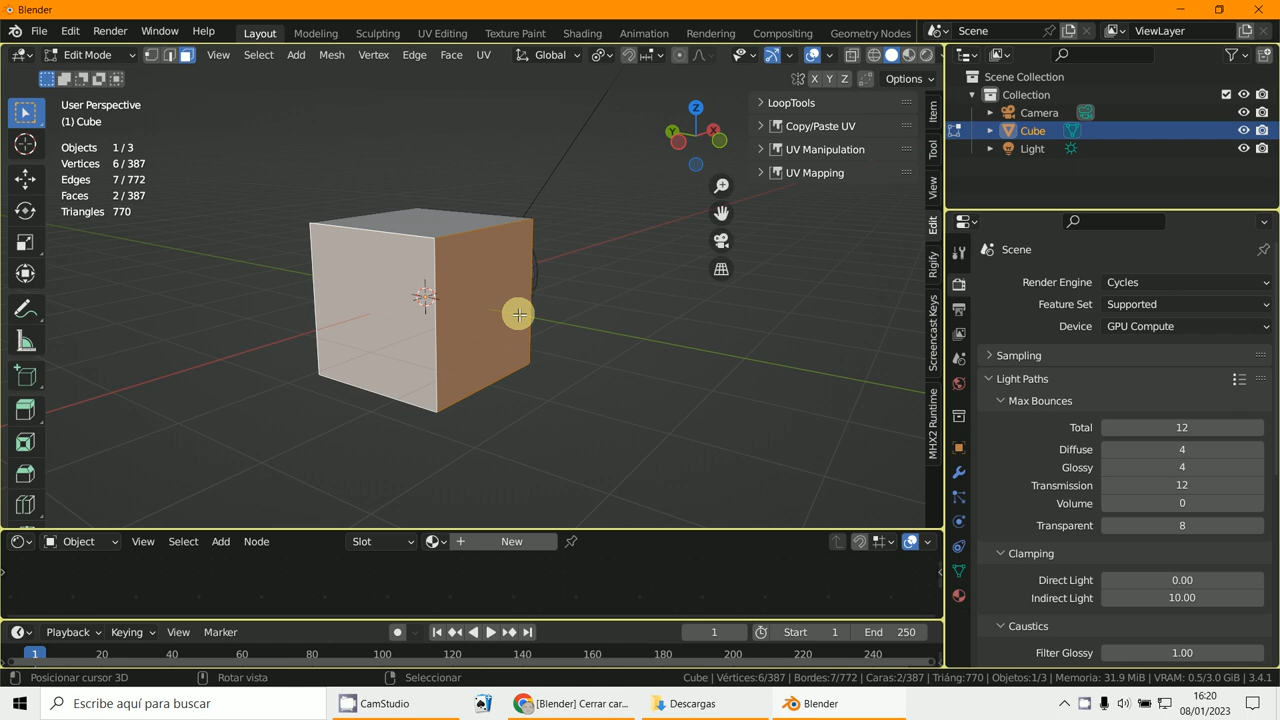 Blender
File Edit Render Window Help Layout Modeling Sculpting UV Editing Texture Paint Shading Animation Rendering Compositing Geometry Nodes Scene ViewLayer
Edit Mode View Select Add Mesh Vertex Edge Face UV Global
X Y Z Options
User Perspective
(1) Cube
Objects 1 / 3
Vertices 6 / 387
Edges 7 / 772
Faces 2 / 387
Triangles 770
Z
Y
X
LoopTools
Copy/Paste UV
UV Manipulation
UV Mapping
Item
Tool
View
Edit
Rigify
Screencast Keys
MHX2 Runtime
Scene Collection
Collection
Camera
Cube
Light
Scene
Render Engine Cycles
Feature Set Supported
Device GPU Compute
Sampling
Light Paths
Max Bounces
Total 12
Diffuse 4
Glossy 4
Transmission 12
Volume 0
Transparent 8
Clamping
Direct Light 0.00
Indirect Light 10.00
Caustics
Filter Glossy 1.00
Object View Select Add Node Slot New
Playback Keying View Marker 1 Start 1 End 250
1 20 40 60 80 100 120 140 160 180 200 220 240
Posicionar cursor 3D Rotar vista Seleccionar Cube | Vértices:6/387 | Bordes:7/772 | Caras:2/387 | Triáng:770 | Objetos:1/3 | Memoria: 31.9 MiB | VRAM: 0.5/3.0 GiB | 3.4.1
Escribe aquí para buscar CamStudio [Blender] Cerrar car... Descargas Blender 16:20
08/01/2023